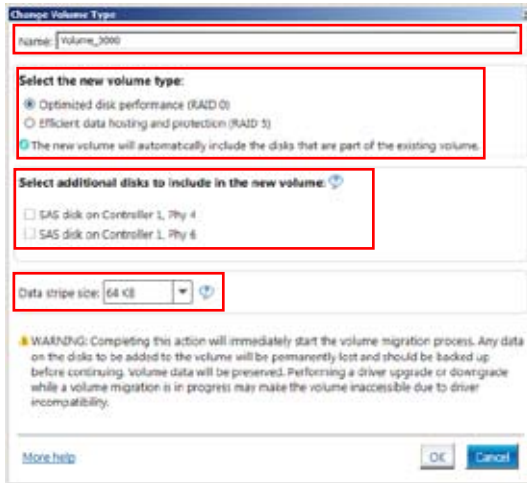 Change Volume Type
Name: Volume_3000
Select the new volume type:
Optimized disk performance (RAID 0)
Efficient data hosting and protection (RAID 5)
The new volume will automatically include the disks that are part of the existing volume.
Select additional disks to include in the new volume:
SAS disk on Controller 1, Phy 4
SAS disk on Controller 1, Phy 6
Data stripe size: 64 KB
WARNING: Completing this action will immediately start the volume migration process. Any data
on the disks to be added to the volume will be permanently lost and should be backed up
before continuing. Volume data will be preserved. Performing a driver upgrade or downgrade
while a volume migration is in progress may make the volume inaccessible due to driver
incompatibility.
More help
OK
Cancel